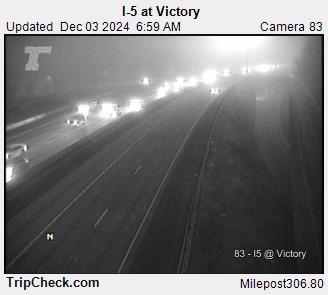 I-5 at Victory
Updated Dec 03 2024 6:59 AM Camera 83
T
N
83 - I5 @ Victory
TripCheck.com Milepost306.80